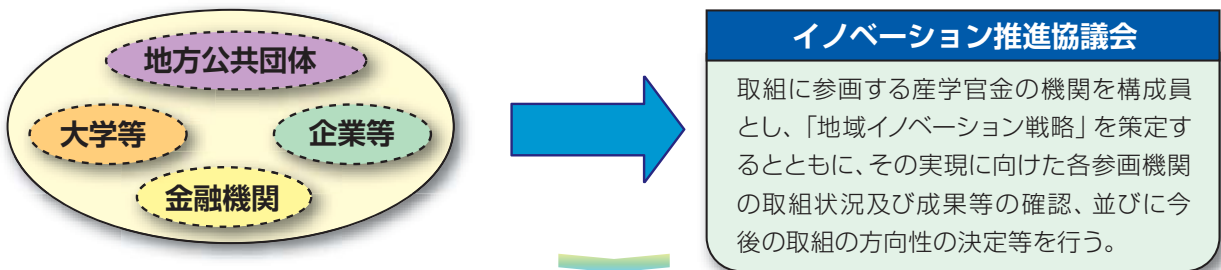 地方公共団体
大学等
企業等
金融機関
イノベーション推進協議会
取組に参画する産学官金の機関を構成員
とし、「地域イノベーション戦略」を策定す
るとともに、その実現に向けた各参画機関
の取組状況及び成果等の確認、並びに今
後の取組の方向性の決定等を行う。